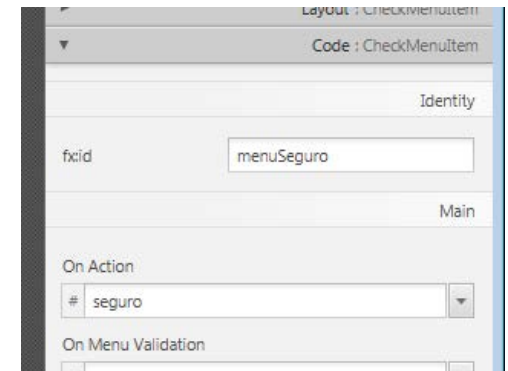 Layout : CheckMenuItem
Code : CheckMenuItem
Identity
fx:id
menuSeguro
Main
On Action
# seguro
On Menu Validation